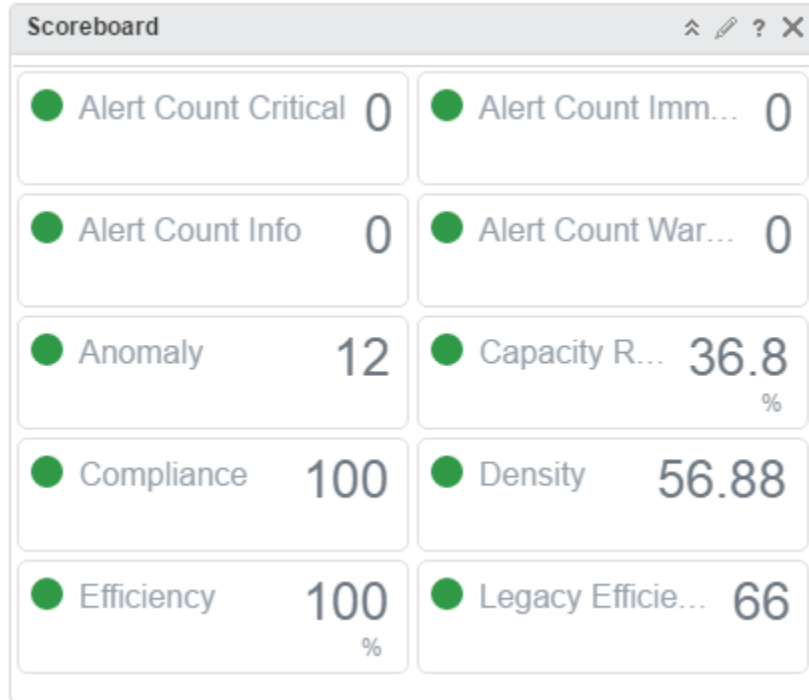 Scoreboard ?
Alert Count Critical 0
Alert Count Imm... 0
Alert Count Info 0
Alert Count War... 0
Anomaly 12
Capacity R... 36.8
%
Compliance 100
Density 56.88
Efficiency 100
%
Legacy Efficie... 66